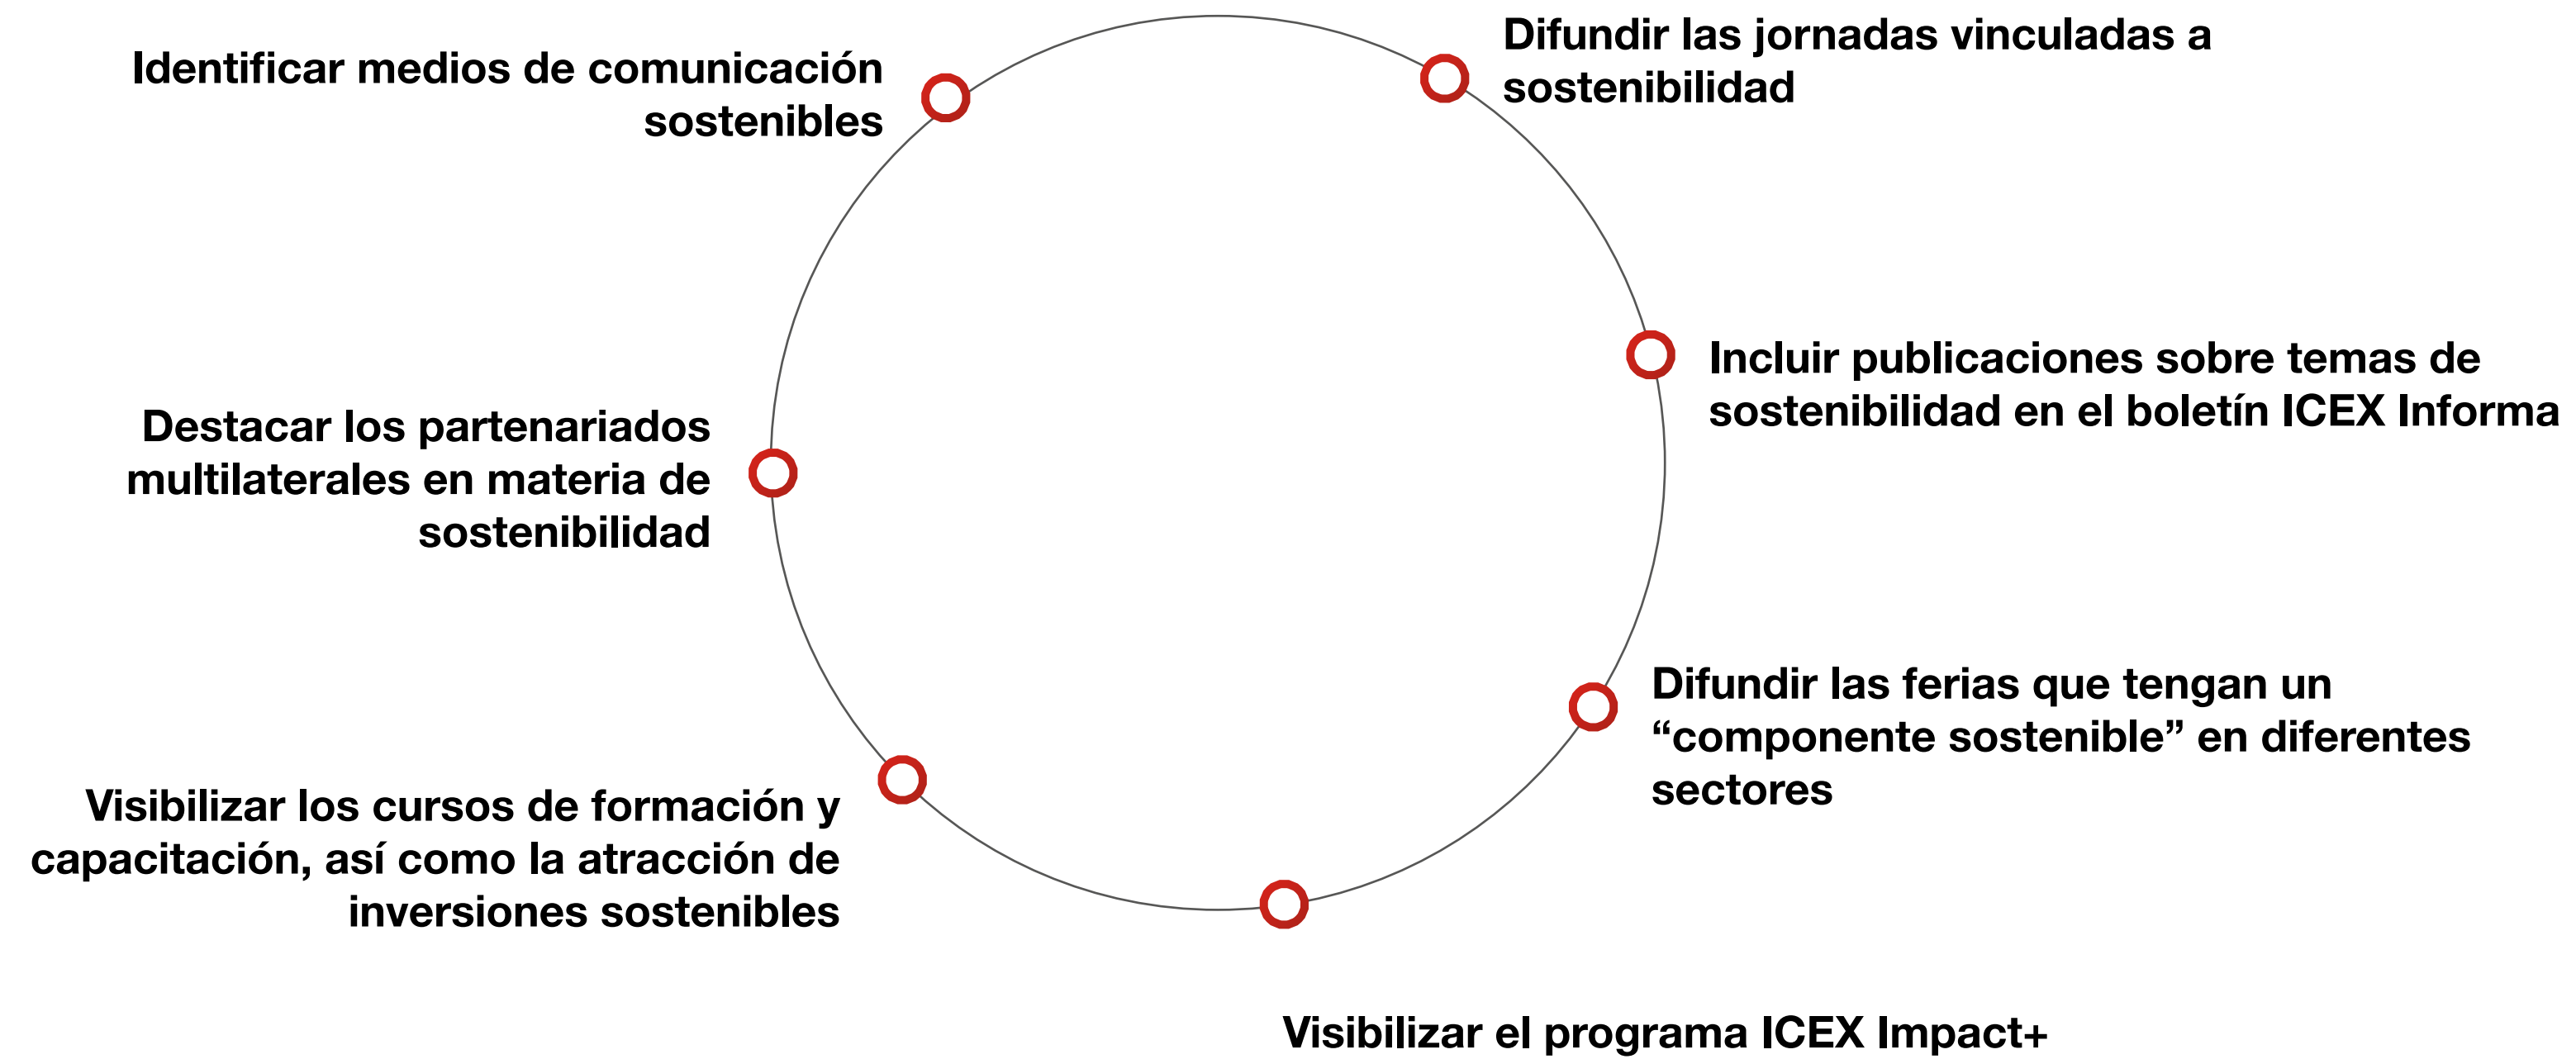 Identificar medios de comunicación
sostenibles
Difundir las jornadas vinculadas a
sostenibilidad
Incluir publicaciones sobre temas de
sostenibilidad en el boletín ICEX Informa
Destacar los partenariados
multilaterales en materia de
sostenibilidad
Difundir las ferias que tengan un
“componente sostenible” en diferentes
sectores
Visibilizar los cursos de formación y
capacitación, así como la atracción de
inversiones sostenibles
Visibilizar el programa ICEX Impact+